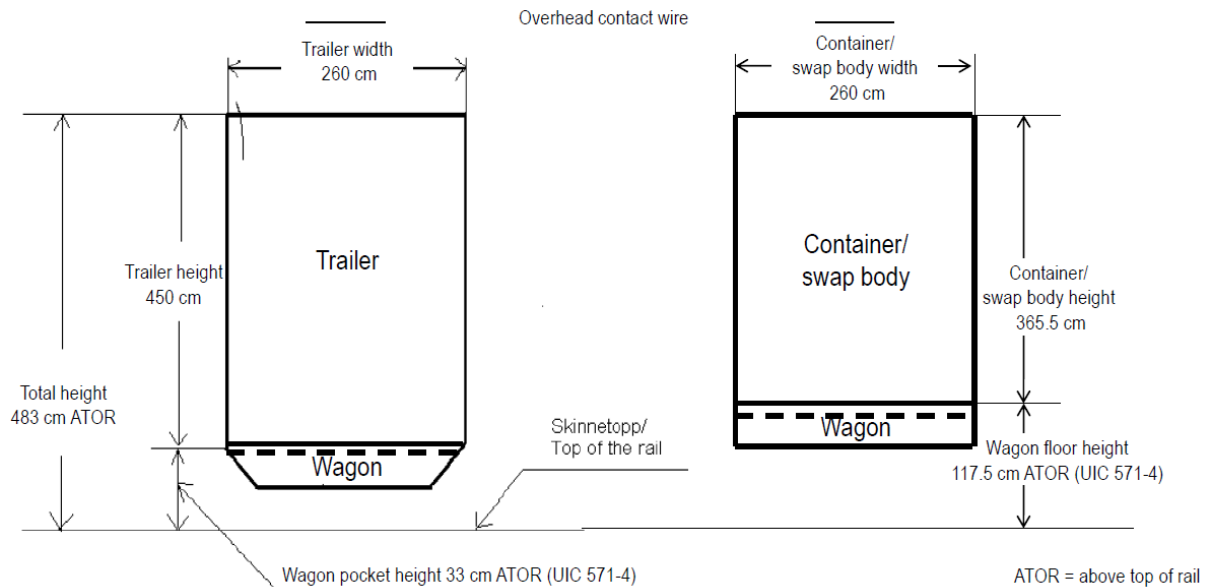 Overhead contact wire
Trailer width
260 cm
Container/
swap body width
260 cm
Trailer
Container/
swap body
Trailer height
450 cm
Container/
swap body height
365.5 cm
Total height
483 cm ATOR
Skinnetopp/
Top of the rail
Wagon
Wagon
Wagon floor height
117.5 cm ATOR (UIC 571-4)
Wagon pocket height 33 cm ATOR (UIC 571-4)
ATOR = above top of rail